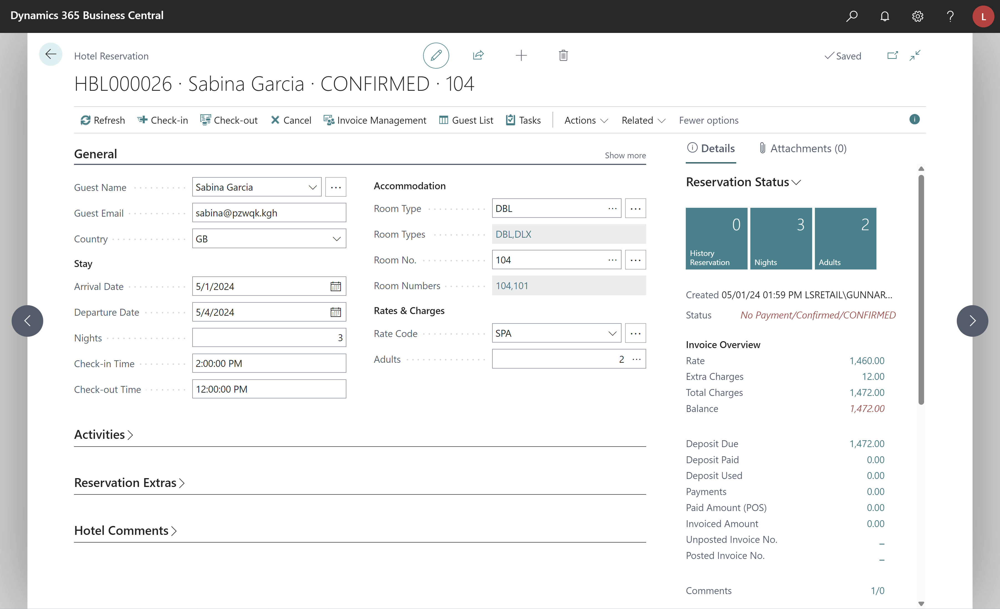 Dynamics 365 Business Central
L
Hotel Reservation
Saved
HBL000026 · Sabina Garcia · CONFIRMED · 104
Refresh Check-in Check-out Cancel Invoice Management Guest List Tasks Actions Related Fewer options
General
Show more
Guest Name Sabina Garcia
Guest Email sabina@pzwqk.kgh
Country GB
Stay
Arrival Date 5/1/2024
Departure Date 5/4/2024
Nights 3
Check-in Time 2:00:00 PM
Check-out Time 12:00:00 PM
Accommodation
Room Type DBL
Room Types DBL,DLX
Room No. 104
Room Numbers 104,101
Rates & Charges
Rate Code SPA
Adults 2
Activities
Reservation Extras
Hotel Comments
Details Attachments (0)
Reservation Status
0 3 2
History
Reservation Nights Adults
Created 05/01/24 01:59 PM LSRETAIL\GUNNAR...
Status No Payment/Confirmed/CONFIRMED
Invoice Overview
Rate 1,460.00
Extra Charges 12.00
Total Charges 1,472.00
Balance 1,472.00
Deposit Due 1,472.00
Deposit Paid 0.00
Deposit Used 0.00
Payments 0.00
Paid Amount (POS) 0.00
Invoiced Amount 0.00
Unposted Invoice No. _
Posted Invoice No. _
Comments 1/0